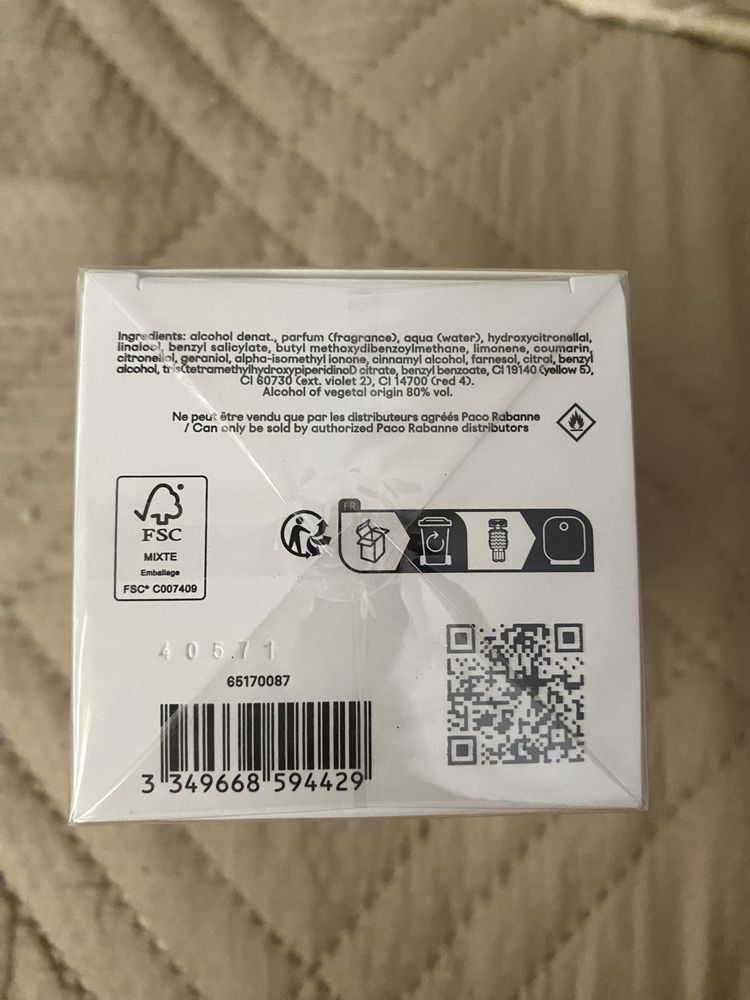 Ingredients: alcohol denat., parfum (fragrance), aqua (water), hydroxycitronellal,
linalool, benzyl salicylate, butyl methoxydibenzoylmethane, limonene, coumarin,
citronellol, geraniol, alpha-isomethyl ionone, cinnamyl alcohol, farnesol, citral, benzyl
alcohol, tris(tetramethylhydroxypiperidinol) citrate, benzyl benzoate, CI 19140 (yellow 5),
CI 60730 (ext. violet 2), CI 14700 (red 4).
Alcohol of vegetal origin 80% vol.
Ne peut être vendu que par les distributeurs agréés Paco Rabanne
/ Can only be sold by authorized Paco Rabanne distributors
FR
FSC
MIXTE
Emballage
FSC® C007409
40571
65170087
3 349668 594429